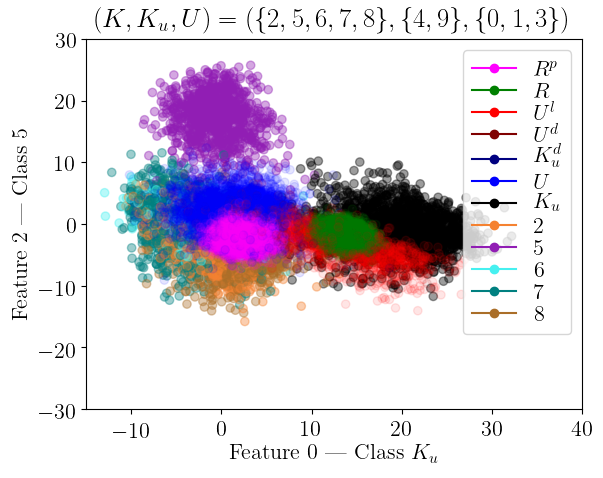 (K, K_u, U) = ({2, 5, 6, 7, 8}, {4, 9}, {0, 1, 3})
30
20
10
0
−10
−20
−30
Feature 2 — Class 5
−10 0 10 20 30 40
Feature 0 — Class K_u
R^p
R
U^l
U^d
K_u^d
U
K_u
2
5
6
7
8